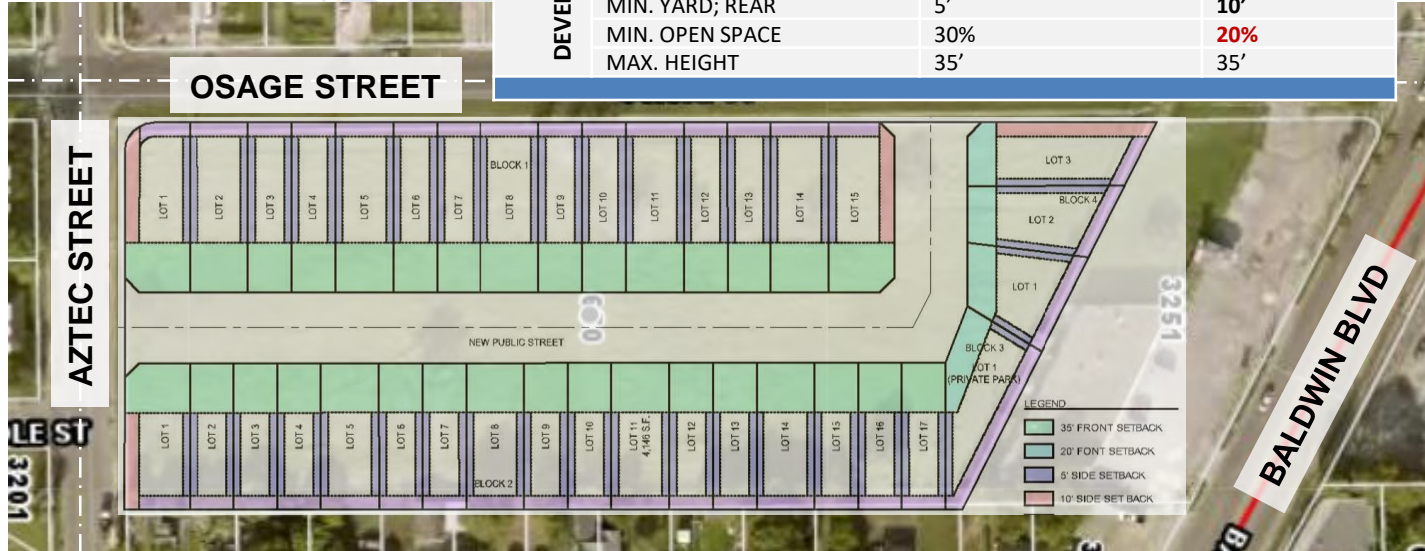 DEVE
MIN. YARD; REAR 5’ 10’
MIN. OPEN SPACE 30% 20%
MAX. HEIGHT 35’ 35’
OSAGE STREET
AZTEC STREET
BLOCK 1
LOT 1 LOT 2 LOT 3 LOT 4 LOT 5 LOT 6 LOT 7 LOT 8 LOT 9 LOT 10 LOT 11 LOT 12 LOT 13 LOT 14 LOT 15
LOT 3
BLOCK 4
LOT 2
LOT 1
3251
BALDWIN BLVD
NEW PUBLIC STREET
BLOCK 3
LOT 1
(PRIVATE PARK)
LE ST
3201
LOT 1 LOT 2 LOT 3 LOT 4 LOT 5 LOT 6 LOT 7 LOT 8 LOT 9 LOT 10 LOT 11 LOT 12 LOT 13 LOT 14 LOT 15 LOT 16 LOT 17
4,146 S.F.
BLOCK 2
LEGEND
35' FRONT SETBACK
20' FONT SETBACK
5' SIDE SETBACK
10' SIDE SET BACK